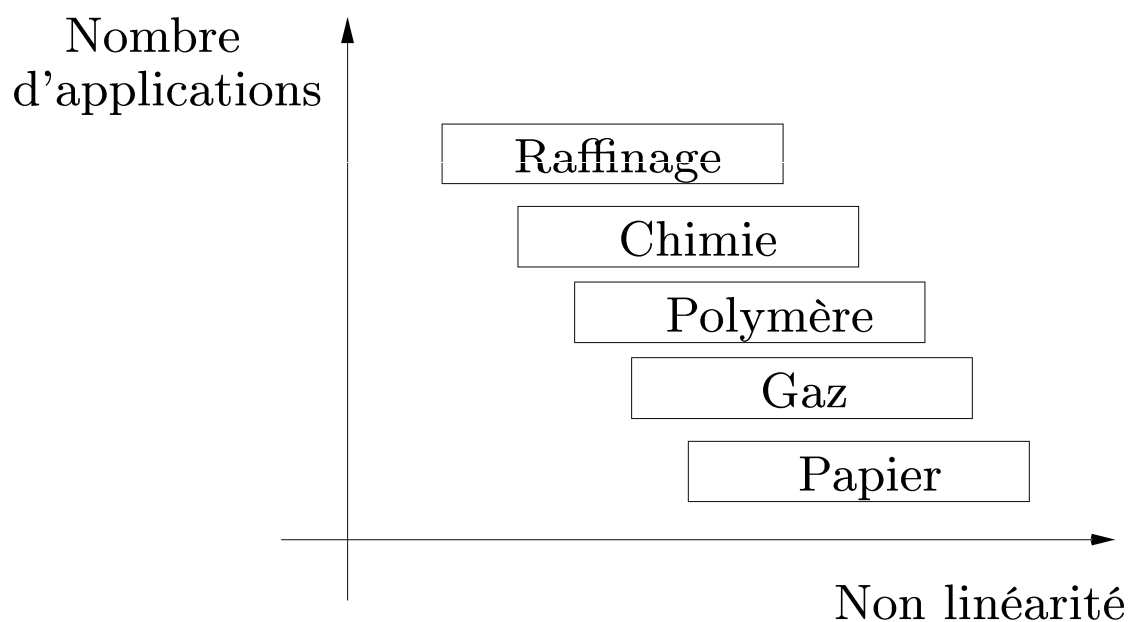 Nombre
d'applications
Raffinage
Chimie
Polymère
Gaz
Papier
Non linéarité